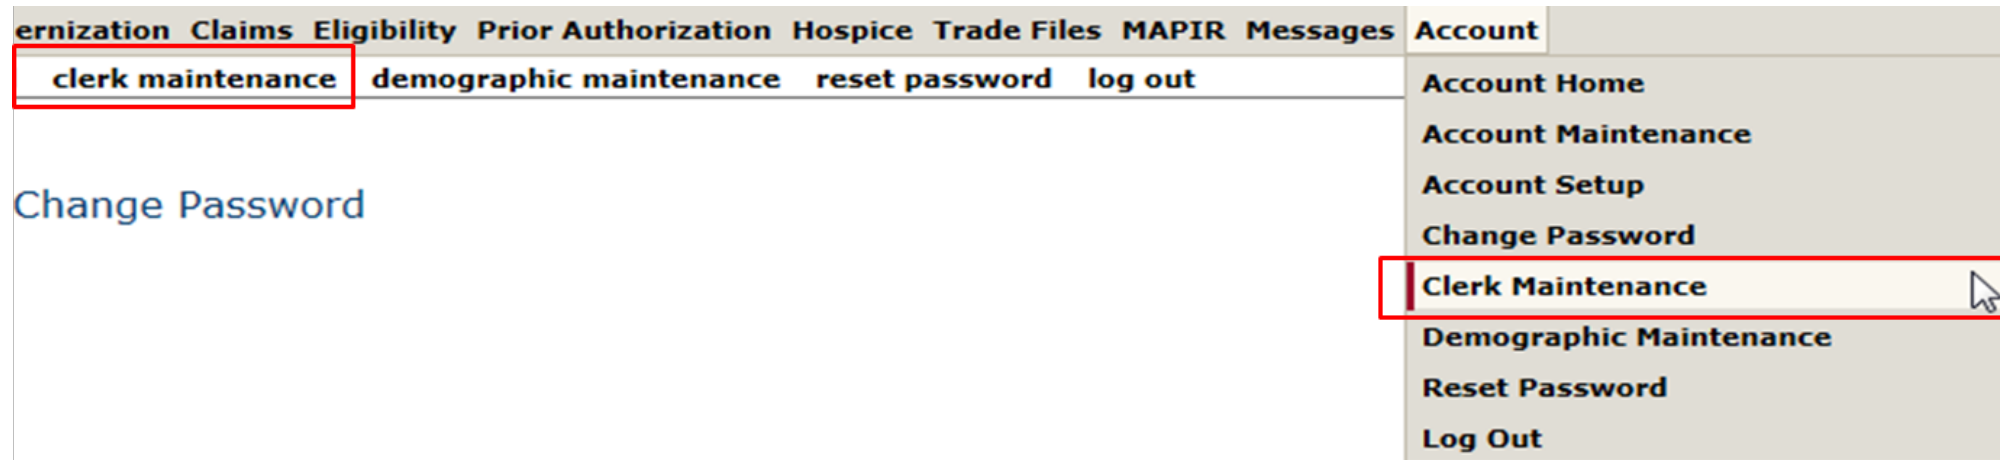 ernization Claims Eligibility Prior Authorization Hospice Trade Files MAPIR Messages Account
clerk maintenance demographic maintenance reset password log out
Change Password
Account Home
Account Maintenance
Account Setup
Change Password
Clerk Maintenance
Demographic Maintenance
Reset Password
Log Out